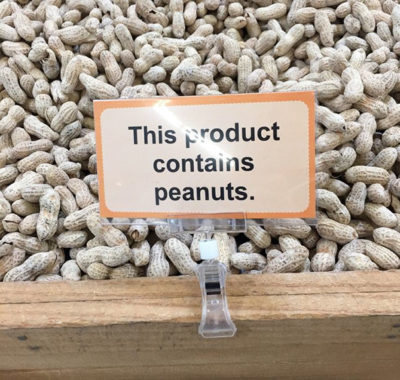 This product
contains
peanuts.